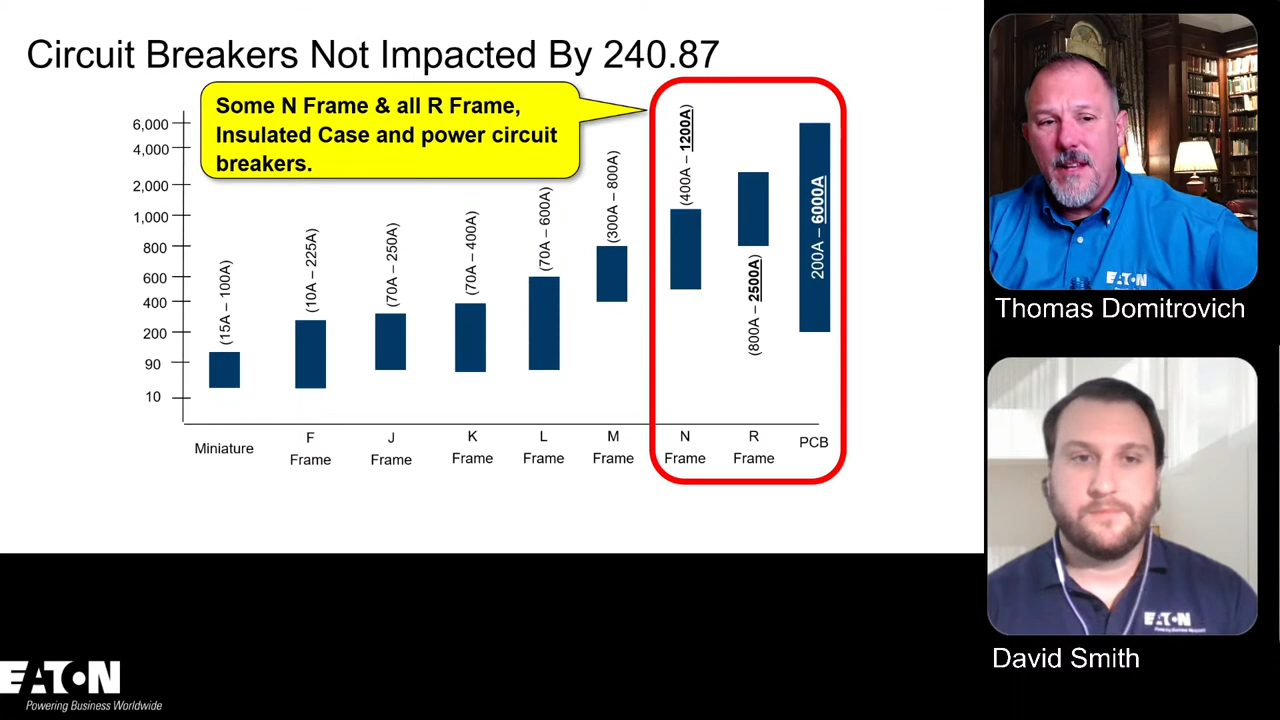 Circuit Breakers Not Impacted By 240.87
Some N Frame & all R Frame,
Insulated Case and power circuit
breakers.
6,000
4,000
2,000
1,000
800
600
400
200
90
10
(15A – 100A)
(10A – 225A)
(70A – 250A)
(70A – 400A)
(70A – 600A)
(300A – 800A)
(400A – 1200A)
(800A – 2500A)
200A – 6000A
Miniature
F
Frame
J
Frame
K
Frame
L
Frame
M
Frame
N
Frame
R
Frame
PCB
EATON
Thomas Domitrovich
EATON
David Smith
EATON
Powering Business Worldwide